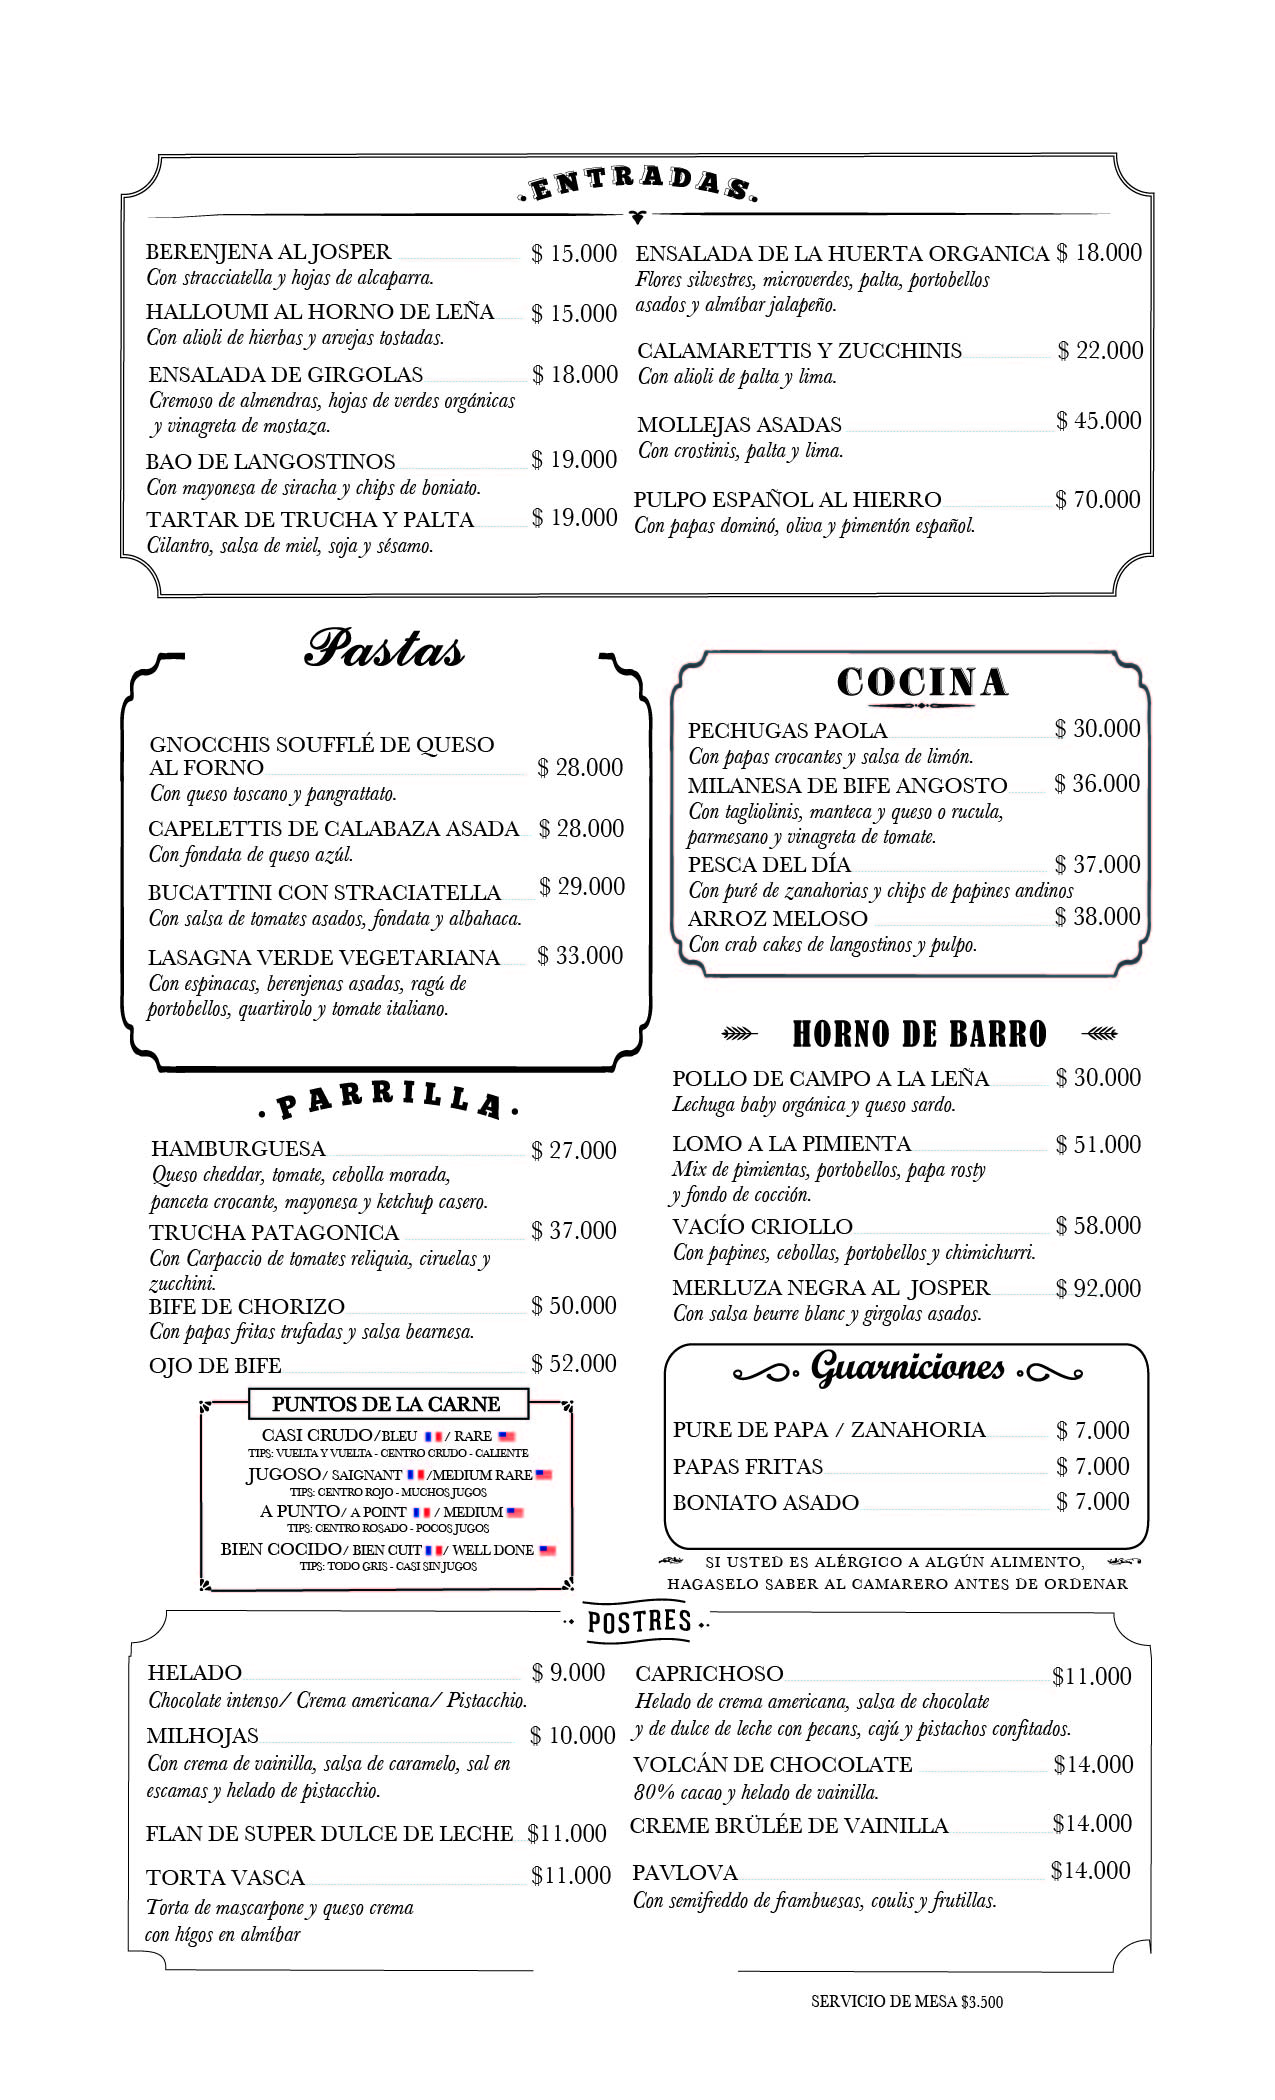 ENTRADAS
BERENJENA AL JOSPER $ 15.000
Con stracciatella y hojas de alcaparra.
HALLOUMI AL HORNO DE LEÑA $ 15.000
Con alioli de hierbas y arvejas tostadas.
ENSALADA DE GIRGOLAS $ 18.000
Cremoso de almendras, hojas de verdes orgánicas
y vinagreta de mostaza.
BAO DE LANGOSTINOS $ 19.000
Con mayonesa de siracha y chips de boniato.
TARTAR DE TRUCHA Y PALTA $ 19.000
Cilantro, salsa de miel, soja y sésamo.
ENSALADA DE LA HUERTA ORGANICA $ 18.000
Flores silvestres, microverdes, palta, portobellos
asados y almíbar jalapeño.
CALAMARETTIS Y ZUCCHINIS $ 22.000
Con alioli de palta y lima.
MOLLEJAS ASADAS $ 45.000
Con crostinis, palta y lima.
PULPO ESPAÑOL AL HIERRO $ 70.000
Con papas dominó, oliva y pimentón español.
Pastas
GNOCCHIS SOUFFLÉ DE QUESO
AL FORNO $ 28.000
Con queso toscano y pangrattato.
CAPELETTIS DE CALABAZA ASADA $ 28.000
Con fondata de queso azúl.
BUCATTINI CON STRACIATELLA $ 29.000
Con salsa de tomates asados, fondata y albahaca.
LASAGNA VERDE VEGETARIANA $ 33.000
Con espinacas, berenjenas asadas, ragú de
portobellos, quartirolo y tomate italiano.
COCINA
PECHUGAS PAOLA $ 30.000
Con papas crocantes y salsa de limón.
MILANESA DE BIFE ANGOSTO $ 36.000
Con tagliolinis, manteca y queso o rucula,
parmesano y vinagreta de tomate.
PESCA DEL DÍA $ 37.000
Con puré de zanahorias y chips de papines andinos
ARROZ MELOSO $ 38.000
Con crab cakes de langostinos y pulpo.
PARRILLA
HAMBURGUESA $ 27.000
Queso cheddar, tomate, cebolla morada,
panceta crocante, mayonesa y ketchup casero.
TRUCHA PATAGONICA $ 37.000
Con Carpaccio de tomates reliquia, ciruelas y
zucchini.
BIFE DE CHORIZO $ 50.000
Con papas fritas trufadas y salsa bearnesa.
OJO DE BIFE $ 52.000
PUNTOS DE LA CARNE
CASI CRUDO/BLEU / RARE
TIPS: VUELTA Y VUELTA - CENTRO CRUDO - CALIENTE
JUGOSO/ SAIGNANT /MEDIUM RARE
TIPS: CENTRO ROJO - MUCHOS JUGOS
A PUNTO/ A POINT / MEDIUM
TIPS: CENTRO ROSADO - POCOS JUGOS
BIEN COCIDO/ BIEN CUIT / WELL DONE
TIPS: TODO GRIS - CASI SIN JUGOS
HORNO DE BARRO
POLLO DE CAMPO A LA LEÑA $ 30.000
Lechuga baby orgánica y queso sardo.
LOMO A LA PIMIENTA $ 51.000
Mix de pimientas, portobellos, papa rosty
y fondo de cocción.
VACÍO CRIOLLO $ 58.000
Con papines, cebollas, portobellos y chimichurri.
MERLUZA NEGRA AL JOSPER $ 92.000
Con salsa beurre blanc y girgolas asados.
Guarniciones
PURE DE PAPA / ZANAHORIA $ 7.000
PAPAS FRITAS $ 7.000
BONIATO ASADO $ 7.000
SI USTED ES ALÉRGICO A ALGÚN ALIMENTO,
HAGASELO SABER AL CAMARERO ANTES DE ORDENAR
POSTRES
HELADO $ 9.000
Chocolate intenso/ Crema americana/ Pistacchio.
MILHOJAS $ 10.000
Con crema de vainilla, salsa de caramelo, sal en
escamas y helado de pistacchio.
FLAN DE SUPER DULCE DE LECHE $11.000
TORTA VASCA $11.000
Torta de mascarpone y queso crema
con hígos en almíbar
CAPRICHOSO $11.000
Helado de crema americana, salsa de chocolate
y de dulce de leche con pecans, cajú y pistachos confitados.
VOLCÁN DE CHOCOLATE $14.000
80% cacao y helado de vainilla.
CREME BRÜLÉE DE VAINILLA $14.000
PAVLOVA $14.000
Con semifreddo de frambuesas, coulis y frutillas.
SERVICIO DE MESA $3.500